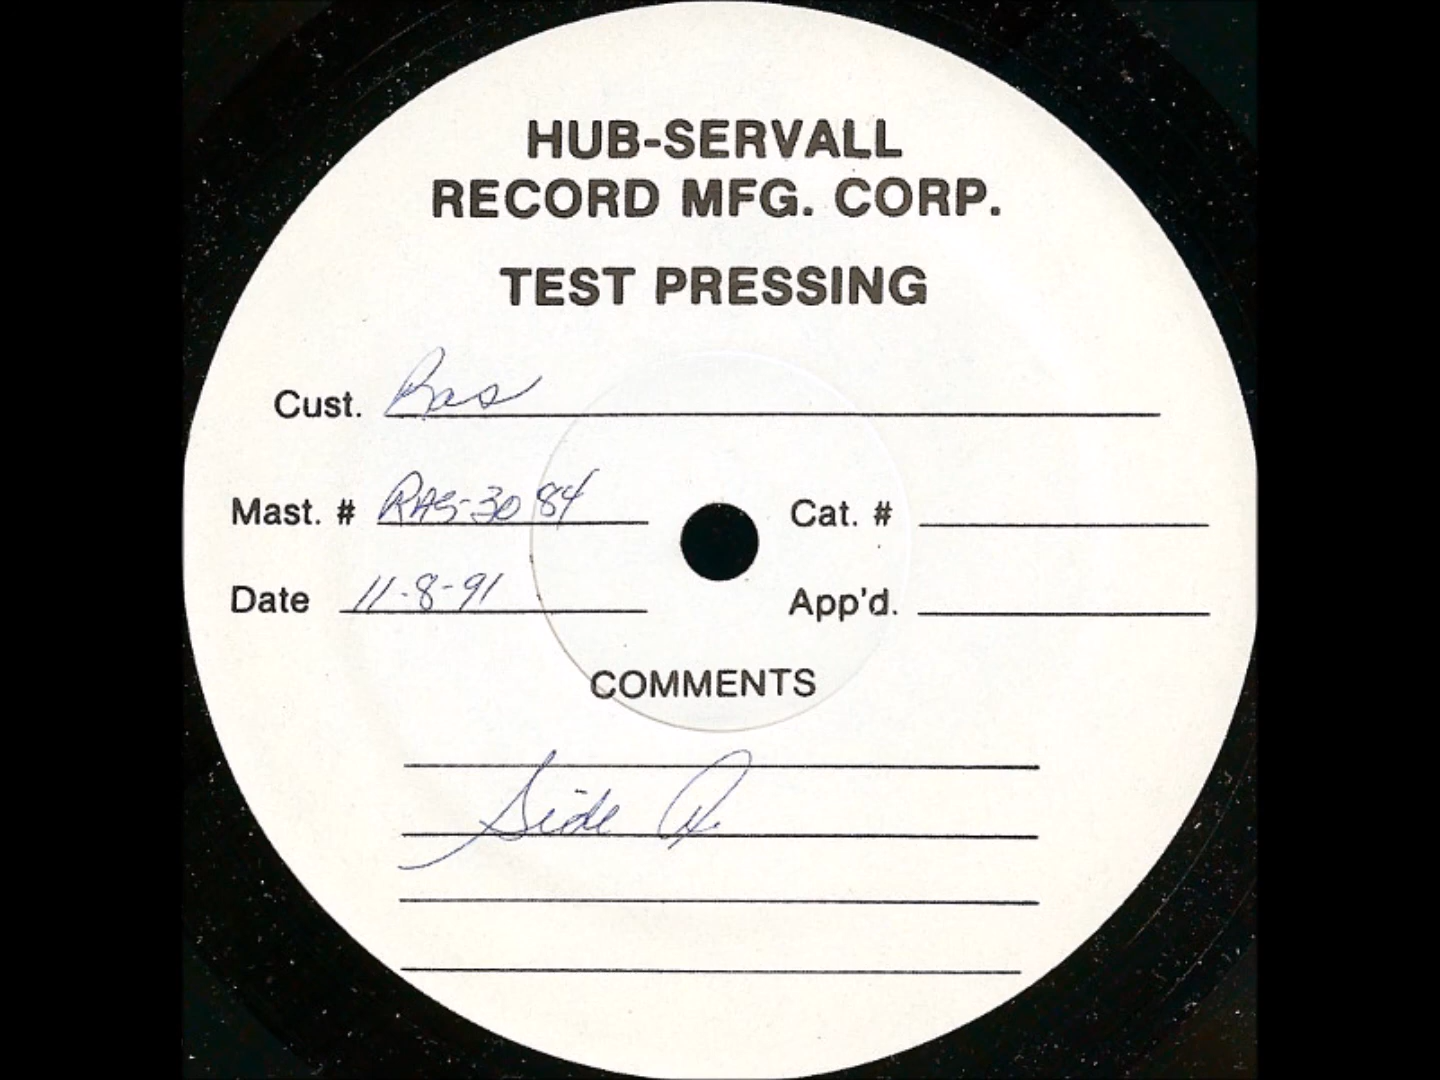 HUB-SERVALL
RECORD MFG. CORP.
TEST PRESSING
Cust. Ras
Mast. # RAS-3084 Cat. #
Date 11-8-91 App'd.
COMMENTS
Side A